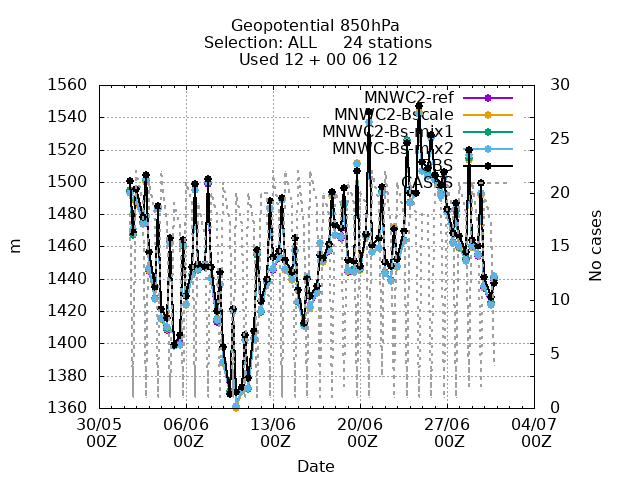 Geopotential 850hPa
Selection: ALL 24 stations
Used 12 + 00 06 12
MNWC2-ref
MNWC2-Bscale
MNWC2-Bs-mix1
MNWC-Bs-mix2
OBS
CASES
1560
1540
1520
1500
1480
1460
1440
1420
1400
1380
1360
m
30
25
20
15
10
5
0
No cases
30/05 06/06 13/06 20/06 27/06 04/07
00Z 00Z 00Z 00Z 00Z 00Z
Date